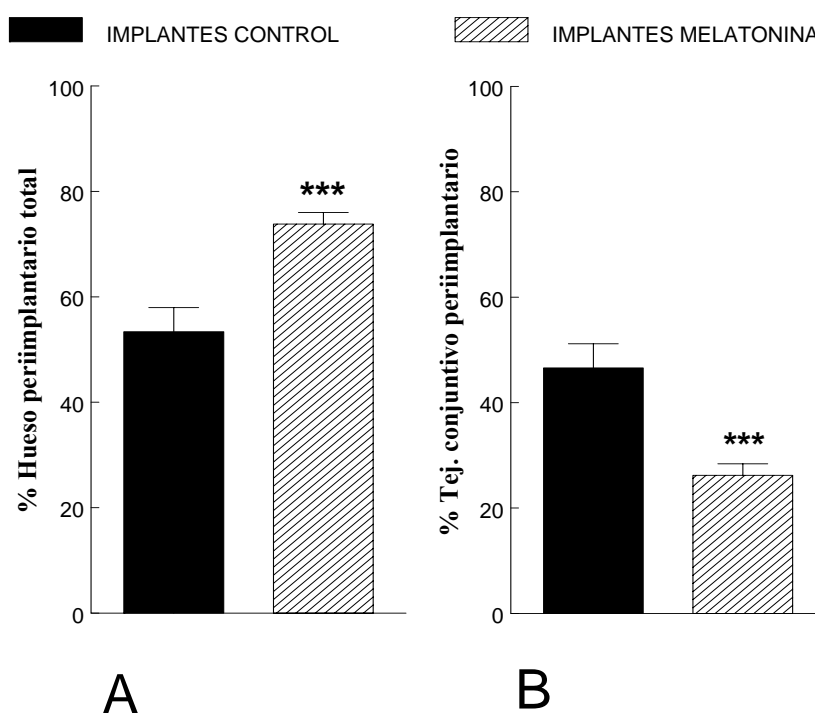 IMPLANTES CONTROL
IMPLANTES MELATONINA
% Hueso periimplantario total
100
80
60
40
20
0
***
A
% Tej. conjuntivo periimplantario
100
80
60
40
20
0
***
B